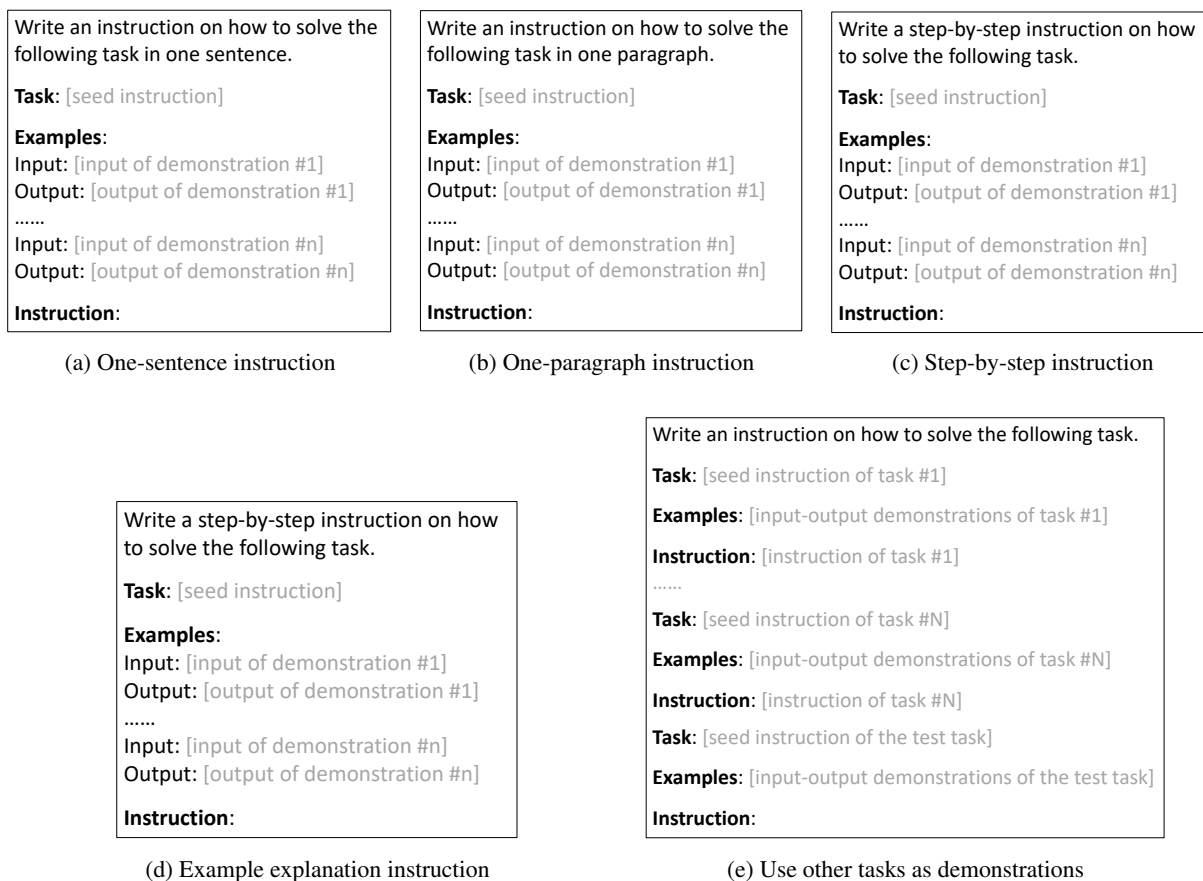 Write an instruction on how to solve the
following task in one sentence.
Task: [seed instruction]
Examples:
Input: [input of demonstration #1]
Output: [output of demonstration #1]
......
Input: [input of demonstration #n]
Output: [output of demonstration #n]
Instruction:
(a) One-sentence instruction
Write an instruction on how to solve the
following task in one paragraph.
Task: [seed instruction]
Examples:
Input: [input of demonstration #1]
Output: [output of demonstration #1]
......
Input: [input of demonstration #n]
Output: [output of demonstration #n]
Instruction:
(b) One-paragraph instruction
Write a step-by-step instruction on how
to solve the following task.
Task: [seed instruction]
Examples:
Input: [input of demonstration #1]
Output: [output of demonstration #1]
......
Input: [input of demonstration #n]
Output: [output of demonstration #n]
Instruction:
(c) Step-by-step instruction
Write a step-by-step instruction on how
to solve the following task.
Task: [seed instruction]
Examples:
Input: [input of demonstration #1]
Output: [output of demonstration #1]
......
Input: [input of demonstration #n]
Output: [output of demonstration #n]
Instruction:
(d) Example explanation instruction
Write an instruction on how to solve the following task.
Task: [seed instruction of task #1]
Examples: [input-output demonstrations of task #1]
Instruction: [instruction of task #1]
......
Task: [seed instruction of task #N]
Examples: [input-output demonstrations of task #N]
Instruction: [instruction of task #N]
Task: [seed instruction of the test task]
Examples: [input-output demonstrations of the test task]
Instruction:
(e) Use other tasks as demonstrations